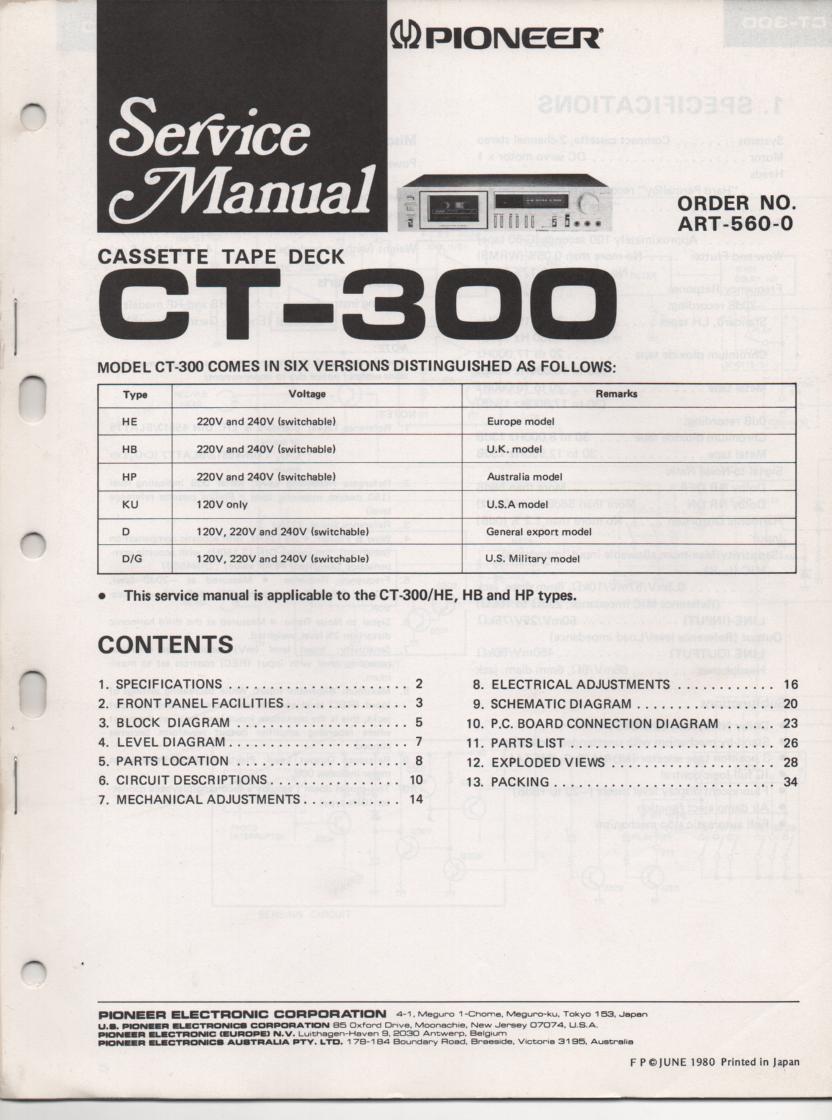 PIONEER®
Service
Manual
ORDER NO.
ART-560-0
CASSETTE TAPE DECK
CT-300
MODEL CT-300 COMES IN SIX VERSIONS DISTINGUISHED AS FOLLOWS:
Type Voltage Remarks
HE 220V and 240V (switchable) Europe model
HB 220V and 240V (switchable) U.K. model
HP 220V and 240V (switchable) Australia model
KU 120V only U.S.A model
D 120V, 220V and 240V (switchable) General export model
D/G 120V, 220V and 240V (switchable) U.S. Military model
● This service manual is applicable to the CT-300/HE, HB and HP types.
CONTENTS
1. SPECIFICATIONS . . . . . . . . . . . . . . . . . . . . . 2
2. FRONT PANEL FACILITIES . . . . . . . . . . . . . . 3
3. BLOCK DIAGRAM . . . . . . . . . . . . . . . . . . . . 5
4. LEVEL DIAGRAM . . . . . . . . . . . . . . . . . . . . 7
5. PARTS LOCATION . . . . . . . . . . . . . . . . . . . 8
6. CIRCUIT DESCRIPTIONS . . . . . . . . . . . . . . . 10
7. MECHANICAL ADJUSTMENTS . . . . . . . . . . . . 14
8. ELECTRICAL ADJUSTMENTS . . . . . . . . . . . . 16
9. SCHEMATIC DIAGRAM . . . . . . . . . . . . . . . . 20
10. P.C. BOARD CONNECTION DIAGRAM . . . . . . . 23
11. PARTS LIST . . . . . . . . . . . . . . . . . . . . . . . 26
12. EXPLODED VIEWS . . . . . . . . . . . . . . . . . . . 28
13. PACKING . . . . . . . . . . . . . . . . . . . . . . . . . 34
PIONEER ELECTRONIC CORPORATION 4-1, Meguro 1-Chome, Meguro-ku, Tokyo 153, Japan
U.S. PIONEER ELECTRONICS CORPORATION 85 Oxford Drive, Moonachie, New Jersey 07074, U.S.A.
PIONEER ELECTRONIC (EUROPE) N.V. Luithagen-Haven 9, 2030 Antwerp, Belgium
PIONEER ELECTRONICS AUSTRALIA PTY. LTD. 178-184 Boundary Road, Braeside, Victoria 3195, Australia
F P © JUNE 1980 Printed in Japan